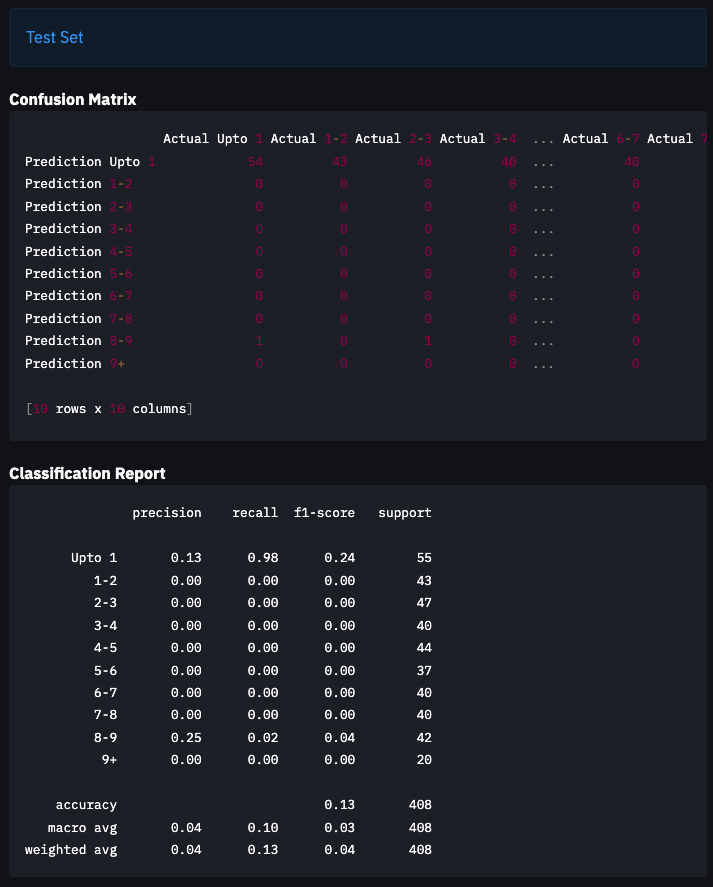 Test Set
Confusion Matrix
Actual Upto 1 Actual 1-2 Actual 2-3 Actual 3-4 ... Actual 6-7 Actual 7
Prediction Upto 1 54 43 46 40 ... 40
Prediction 1-2 0 0 0 0 ... 0
Prediction 2-3 0 0 0 0 ... 0
Prediction 3-4 0 0 0 0 ... 0
Prediction 4-5 0 0 0 0 ... 0
Prediction 5-6 0 0 0 0 ... 0
Prediction 6-7 0 0 0 0 ... 0
Prediction 7-8 0 0 0 0 ... 0
Prediction 8-9 1 0 1 0 ... 0
Prediction 9+ 0 0 0 0 ... 0
[10 rows x 10 columns]
Classification Report
precision recall f1-score support
Upto 1 0.13 0.98 0.24 55
1-2 0.00 0.00 0.00 43
2-3 0.00 0.00 0.00 47
3-4 0.00 0.00 0.00 40
4-5 0.00 0.00 0.00 44
5-6 0.00 0.00 0.00 37
6-7 0.00 0.00 0.00 40
7-8 0.00 0.00 0.00 40
8-9 0.25 0.02 0.04 42
9+ 0.00 0.00 0.00 20
accuracy 0.13 408
macro avg 0.04 0.10 0.03 408
weighted avg 0.04 0.13 0.04 408